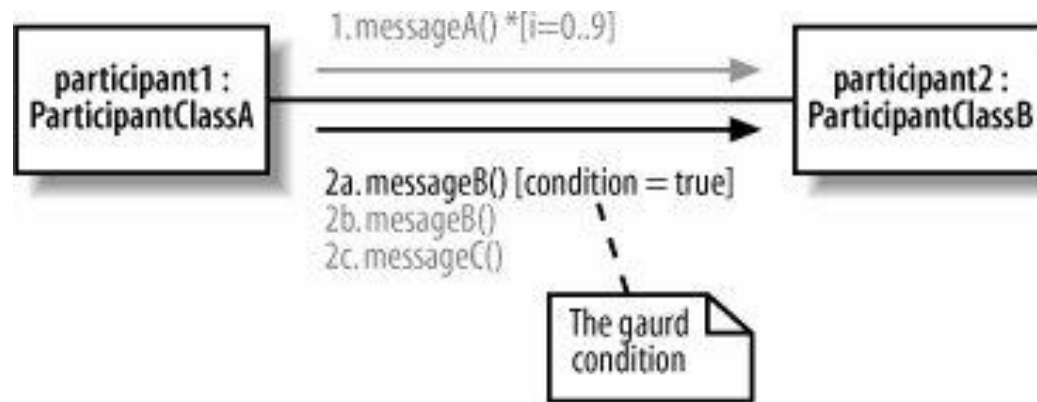 1. messageA() *[i=0..9]
participant1 :
ParticipantClassA
participant2 :
ParticipantClassB
2a. messageB() [condition = true]
2b. mesageB()
2c. messageC()
The gaurd
condition